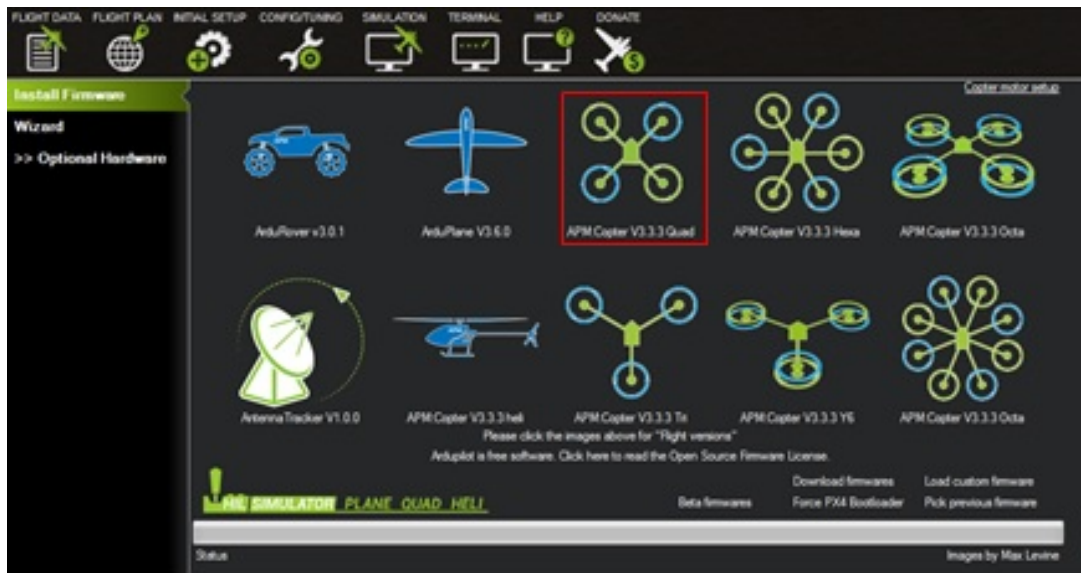 FLIGHT DATA FLIGHT PLAN INITIAL SETUP CONFIG/TUNING SIMULATION TERMINAL HELP DONATE
Install Firmware
Wizard
>> Optional Hardware
Copter motor setup
ArduRover v3.0.1 ArduPlane V3.6.0 APM:Copter V3.3.3 Quad APM:Copter V3.3.3 Hexa APM:Copter V3.3.3 Octa
AntennaTracker V1.0.0 APM:Copter V3.3.3 heli APM:Copter V3.3.3 Tri APM:Copter V3.3.3 Y6 APM:Copter V3.3.3 Octa
Please click the images above for "Flight versions"
Ardupilot is free software. Click here to read the Open Source Firmware License.
Download firmwares Load custom firmware
HIL SIMULATOR PLANE QUAD HELI Beta firmwares Force PX4 Bootloader Pick previous firmware
Status Images by Max Levine